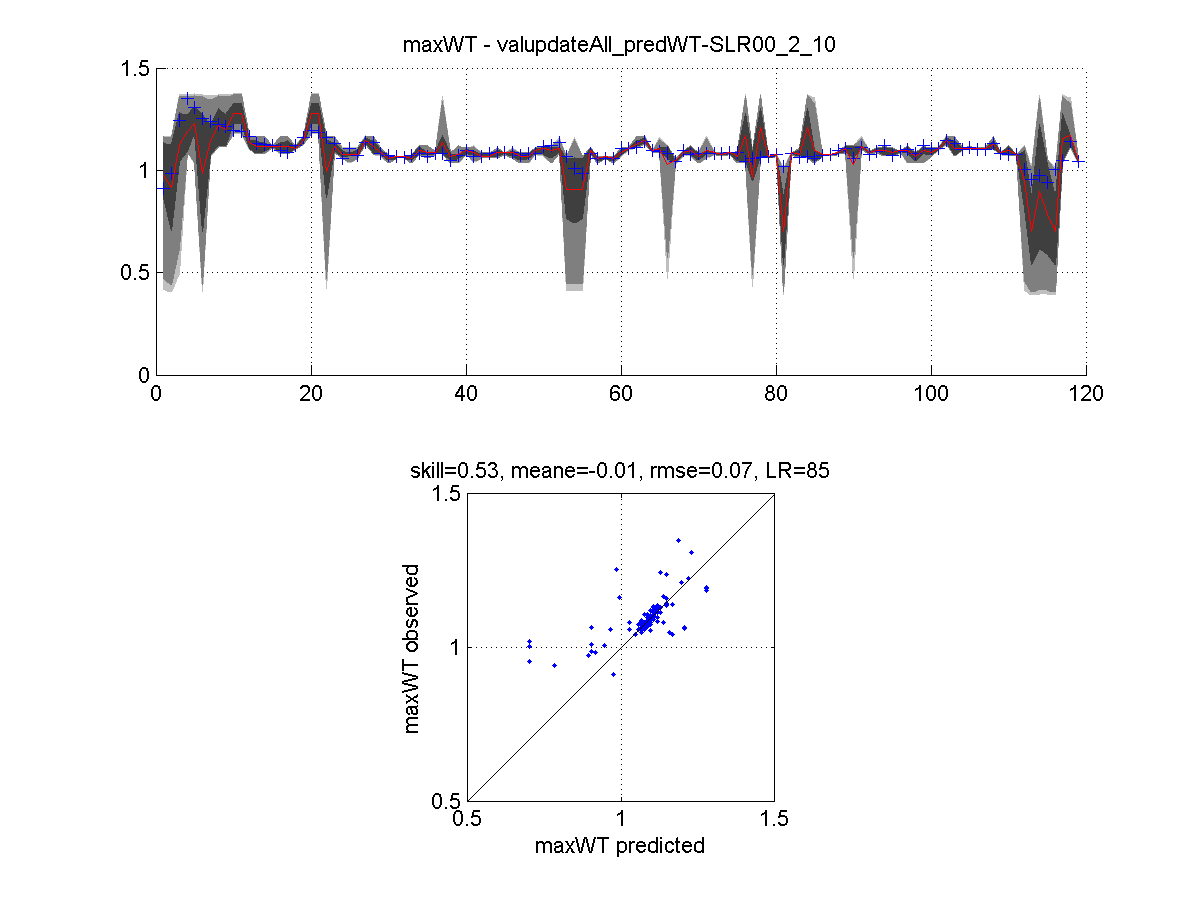 maxWT - valupdateAll_predWT-SLR00_2_10
1.5
1
0.5
0
0 20 40 60 80 100 120
skill=0.53, meane=-0.01, rmse=0.07, LR=85
1.5
maxWT observed
1
0.5
0.5 1 1.5
maxWT predicted